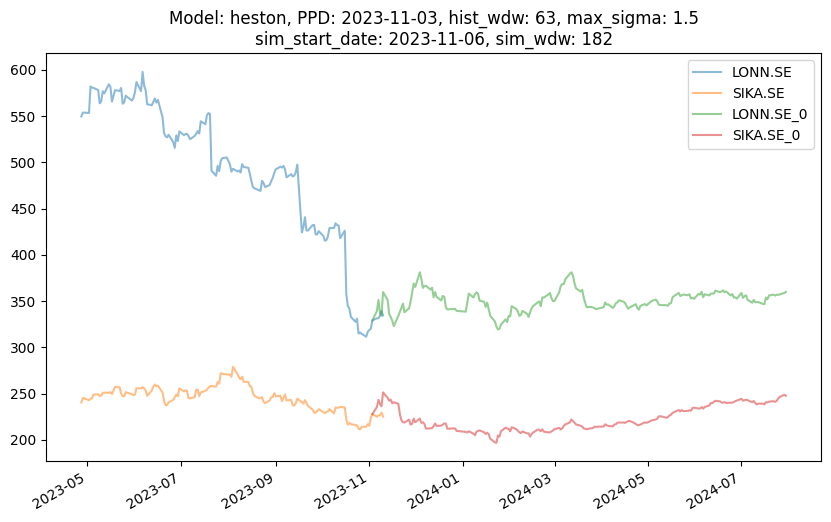 Model: heston, PPD: 2023-11-03, hist_wdw: 63, max_sigma: 1.5
sim_start_date: 2023-11-06, sim_wdw: 182
LONN.SE
SIKA.SE
LONN.SE_0
SIKA.SE_0
600
550
500
450
400
350
300
250
200
2023-05
2023-07
2023-09
2023-11
2024-01
2024-03
2024-05
2024-07